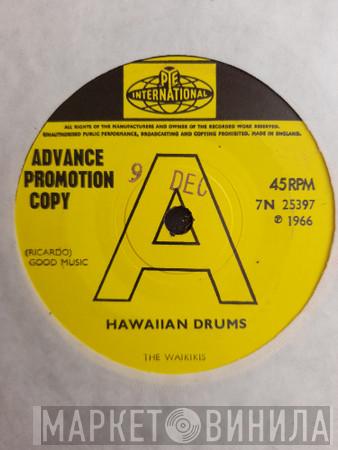 PYE
INTERNATIONAL
ALL RIGHTS OF THE MANUFACTURERS AND OWNER OF THE RECORDED WORK RESERVED.
UNAUTHORISED PUBLIC PERFORMANCE, BROADCASTING AND COPYING PROHIBITED. MADE IN ENGLAND.
ADVANCE
PROMOTION
COPY
9 DEC
A
45RPM
7N 25397
℗ 1966
(RICARDO)
GOOD MUSIC
HAWAIIAN DRUMS
THE WAIKIKIS
МАРКЕТ ВИНИЛА